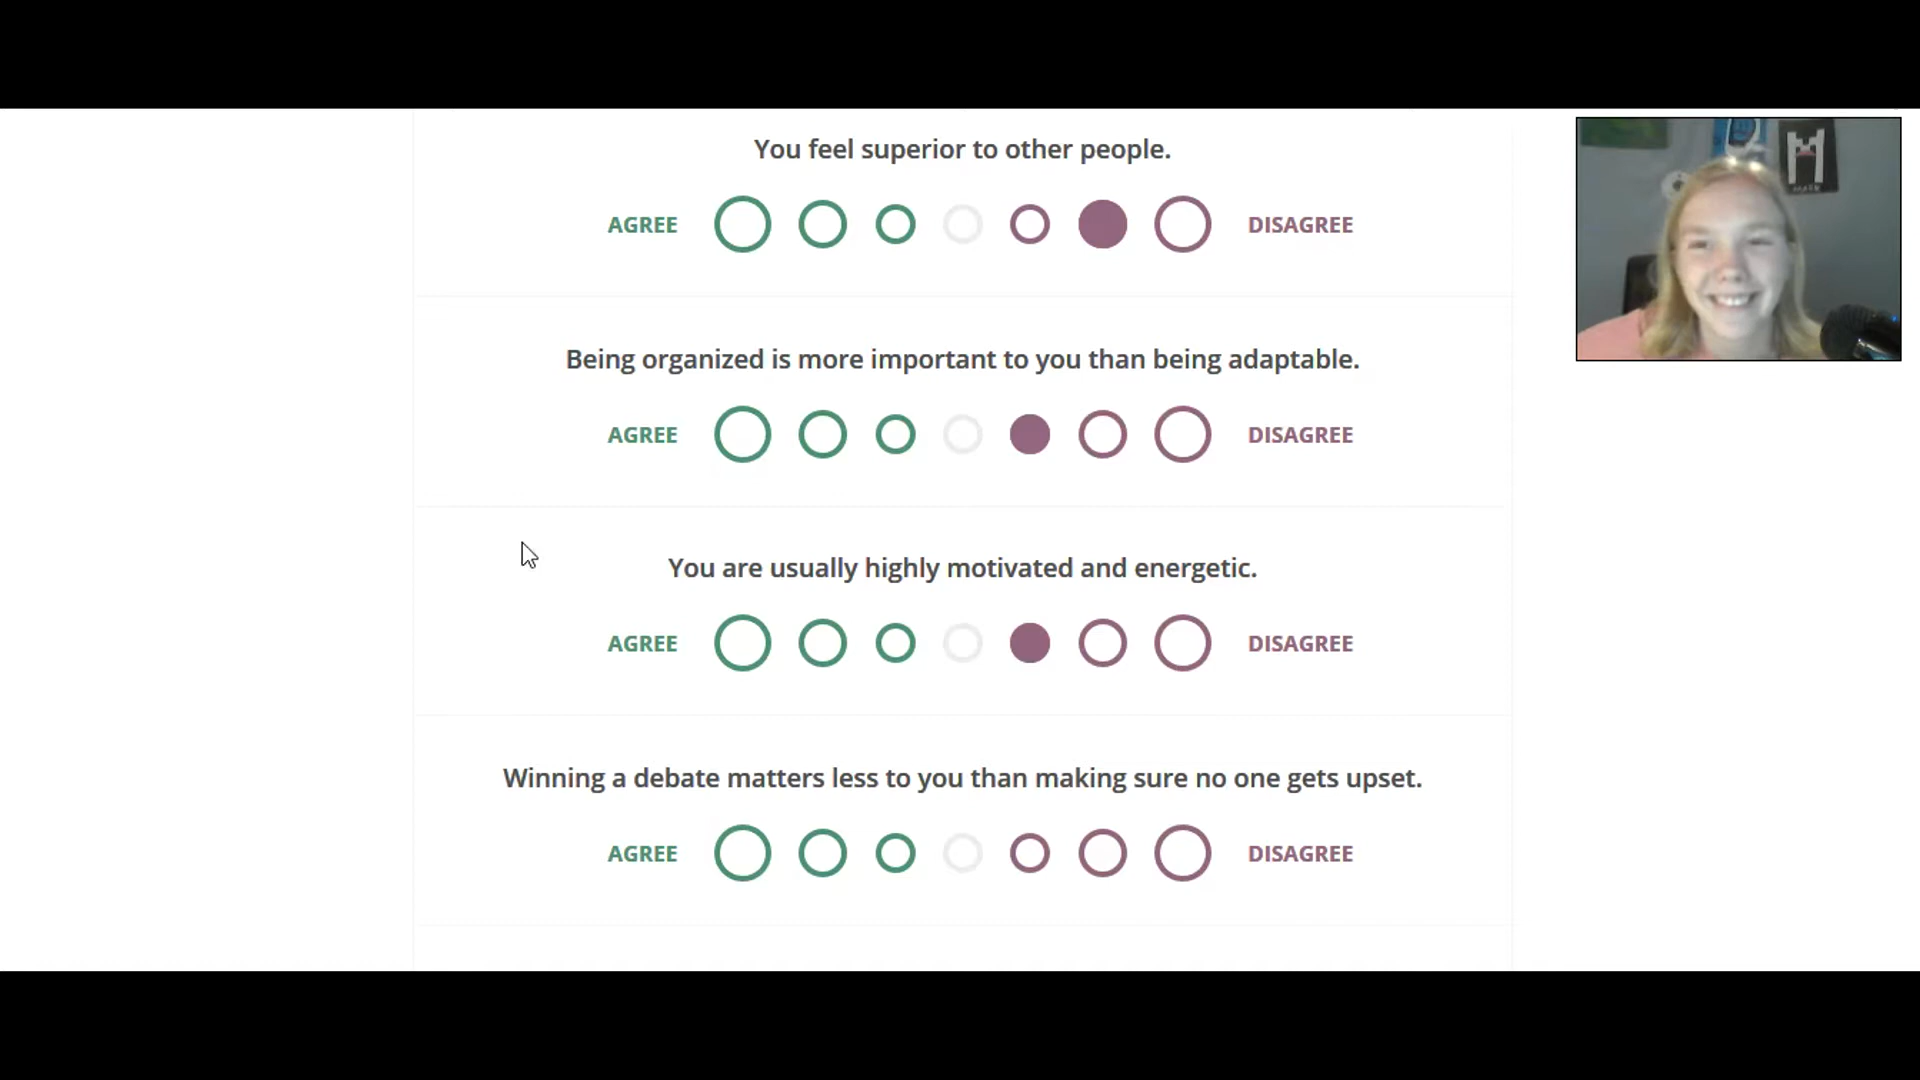 You feel superior to other people.
AGREE DISAGREE
Being organized is more important to you than being adaptable.
AGREE DISAGREE
You are usually highly motivated and energetic.
AGREE DISAGREE
Winning a debate matters less to you than making sure no one gets upset.
AGREE DISAGREE